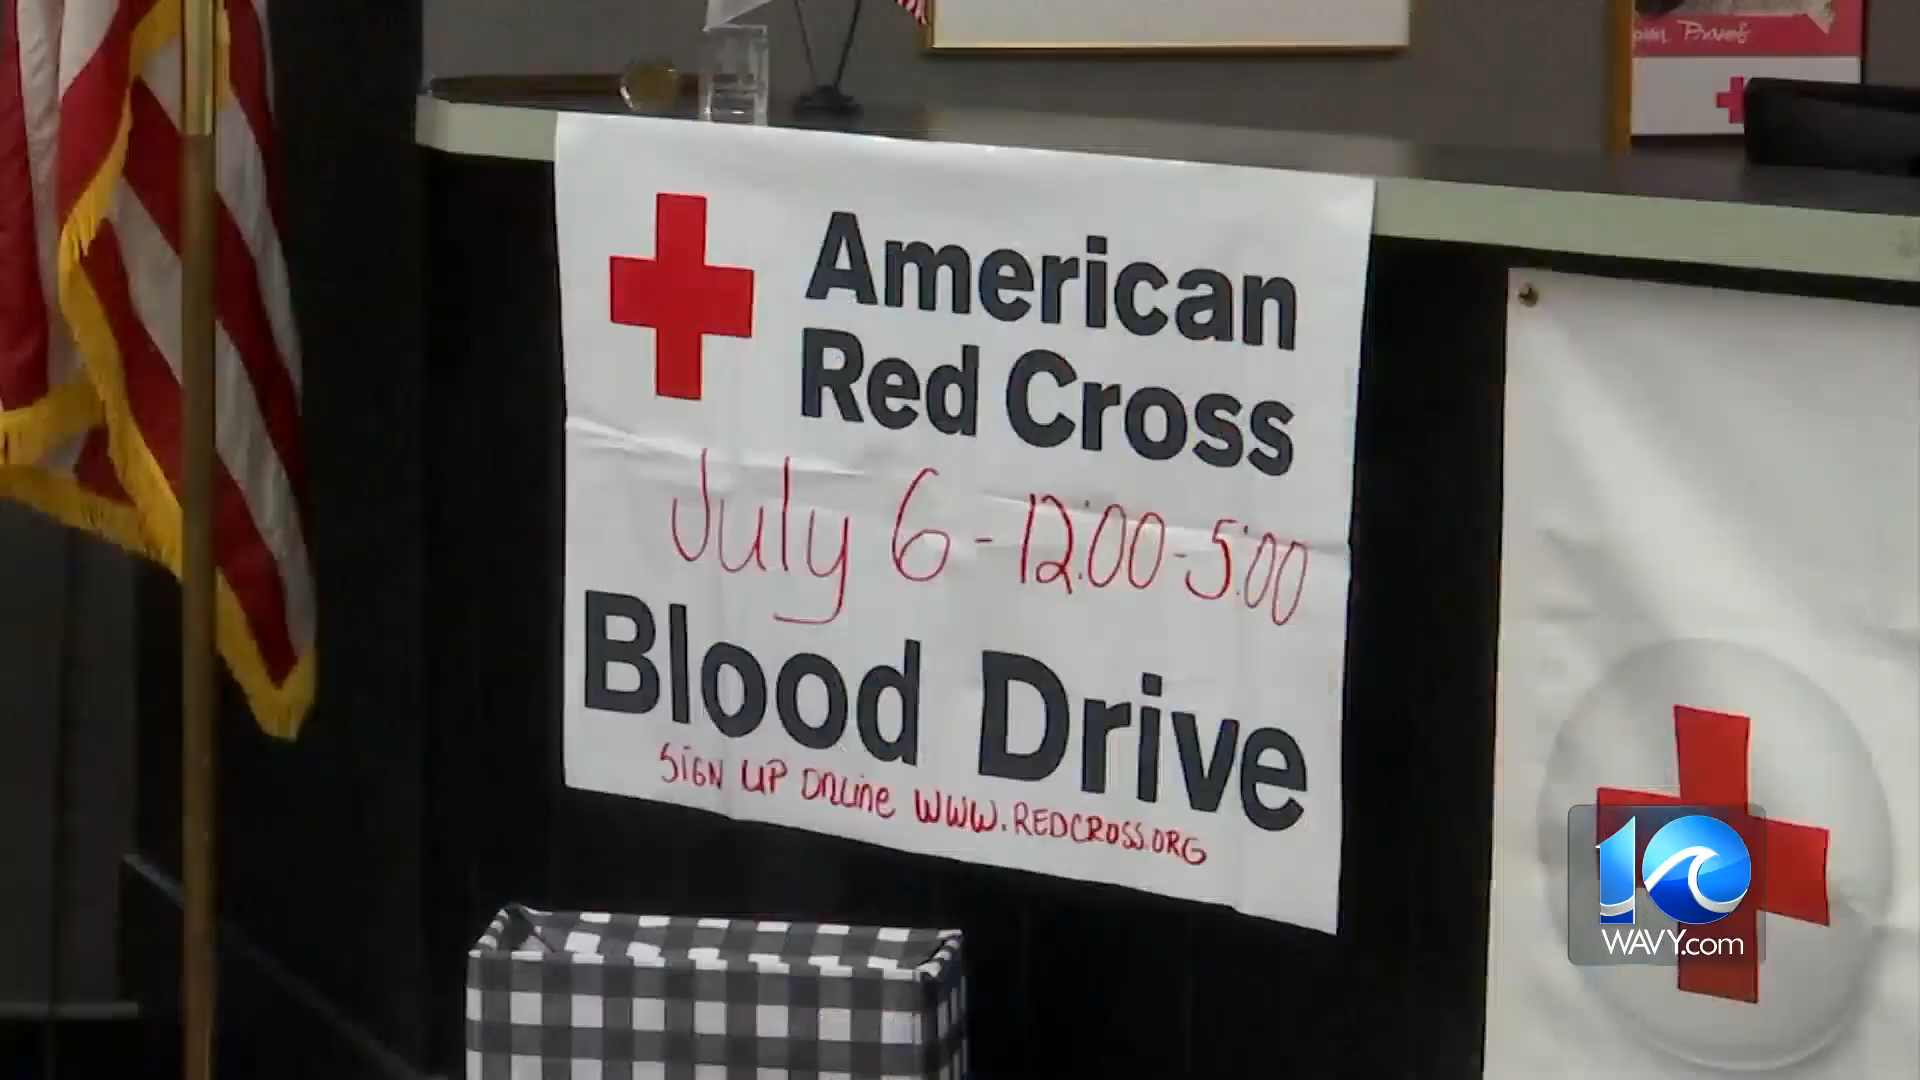 American
Red Cross
July 6-12:00-5:00
Blood Drive
SIGN UP ONLINE WWW.REDCROSS.ORG
10
WAVY.com